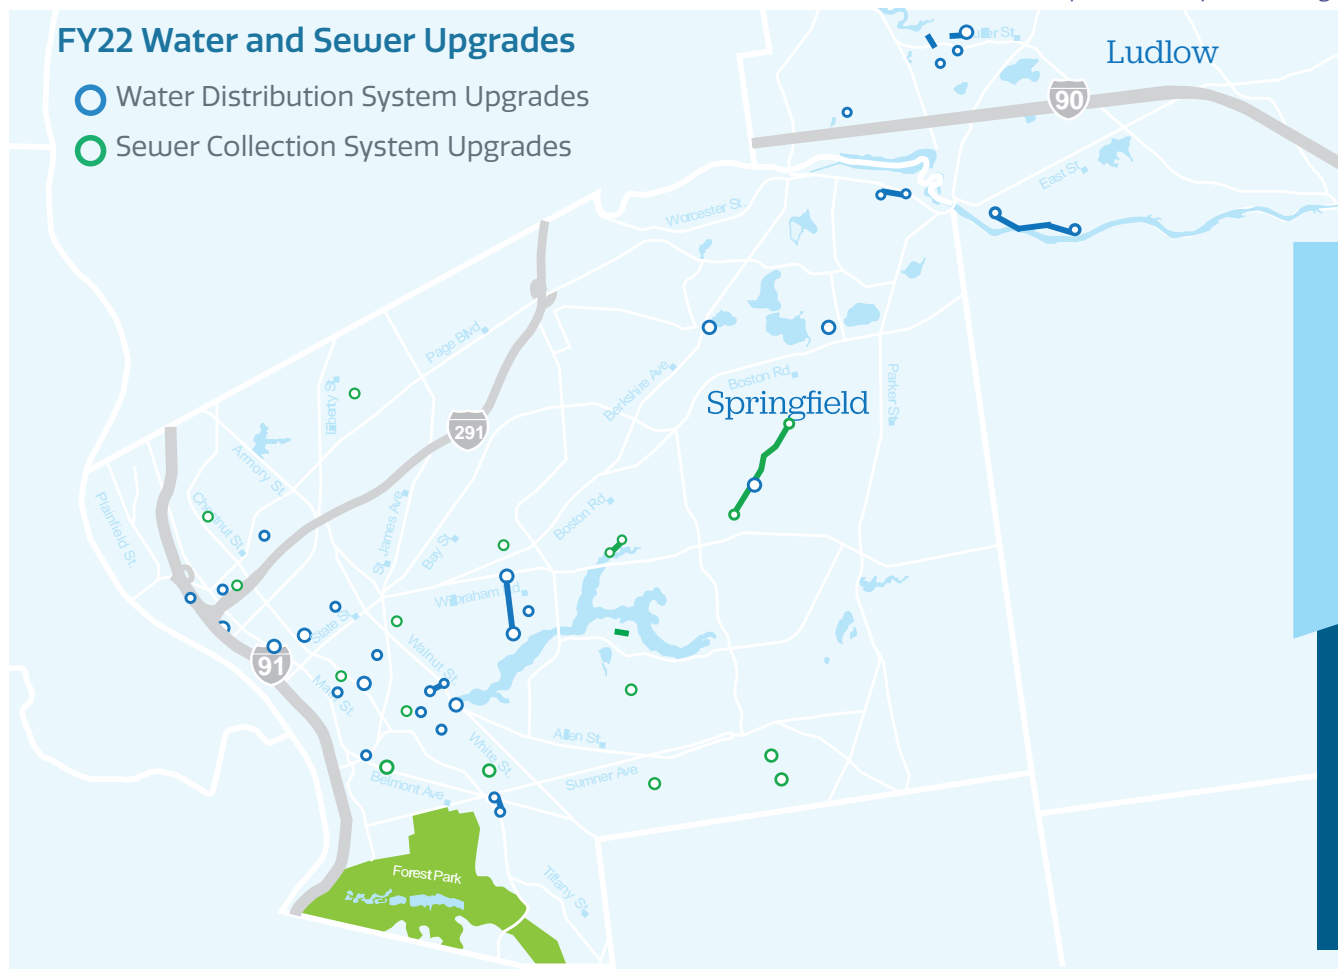 FY22 Water and Sewer Upgrades
Water Distribution System Upgrades
Sewer Collection System Upgrades
Ludlow
90
East St.
Worcester St.
Page Blvd.
Berkshire Ave.
Boston Rd.
Parker St.
Springfield
Liberty St.
291
Armory St.
Chestnut St.
Plainfield St.
St. James Ave.
Bay St.
Boston Rd.
Wilbraham Rd.
State St.
Walnut St.
91
Main St.
White St.
Allen St.
Sumner Ave
Belmont Ave.
Forest Park
Tiffany St.